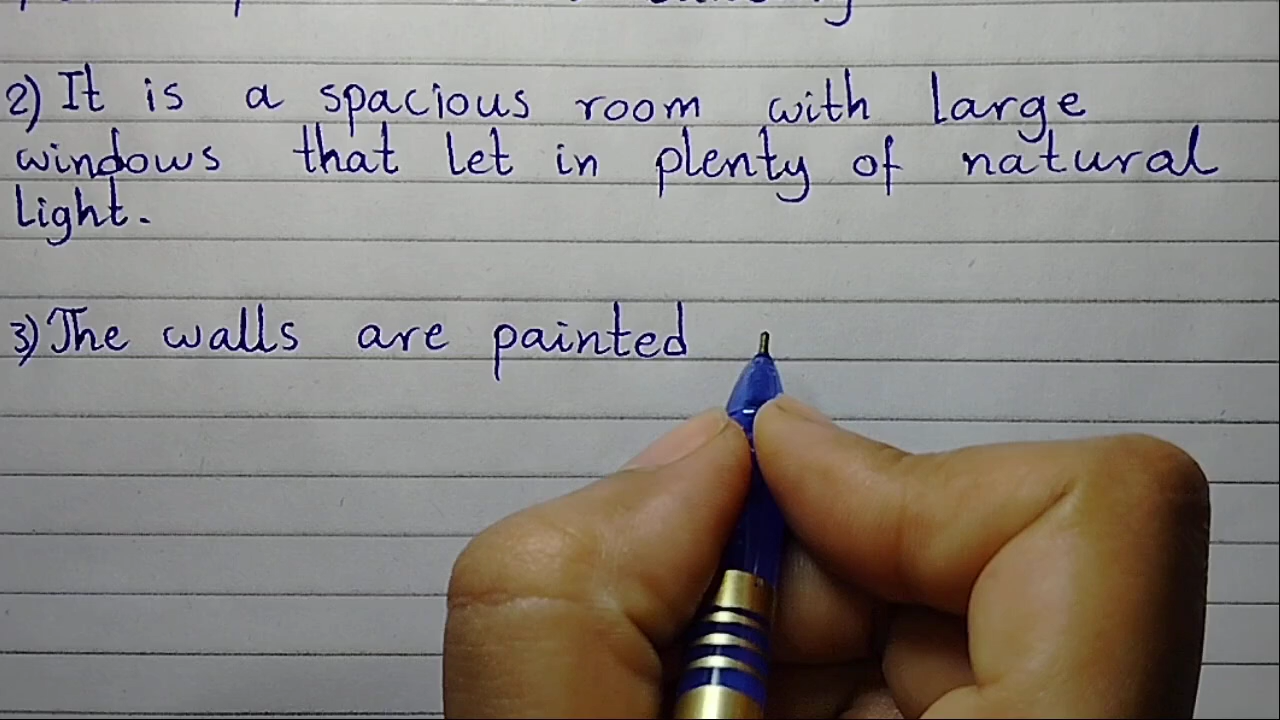 2) It is a spacious room with large
windows that let in plenty of natural
light.
3) The walls are painted